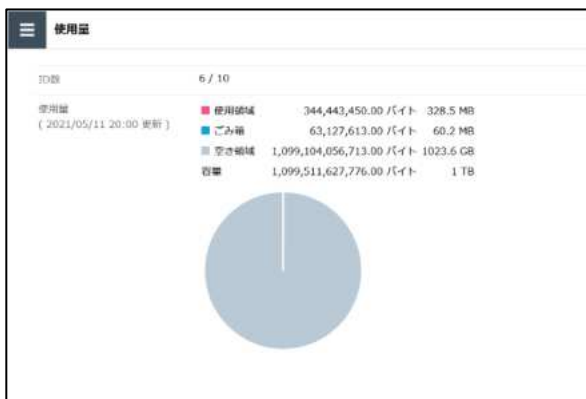 使用量
ID数 6 / 10
使用量 使用領域 344,443,450.00 バイト 328.5 MB
( 2021/05/11 20:00 更新 ) ごみ箱 63,127,613.00 バイト 60.2 MB
空き領域 1,099,104,056,713.00 バイト 1023.6 GB
容量 1,099,511,627,776.00 バイト 1 TB